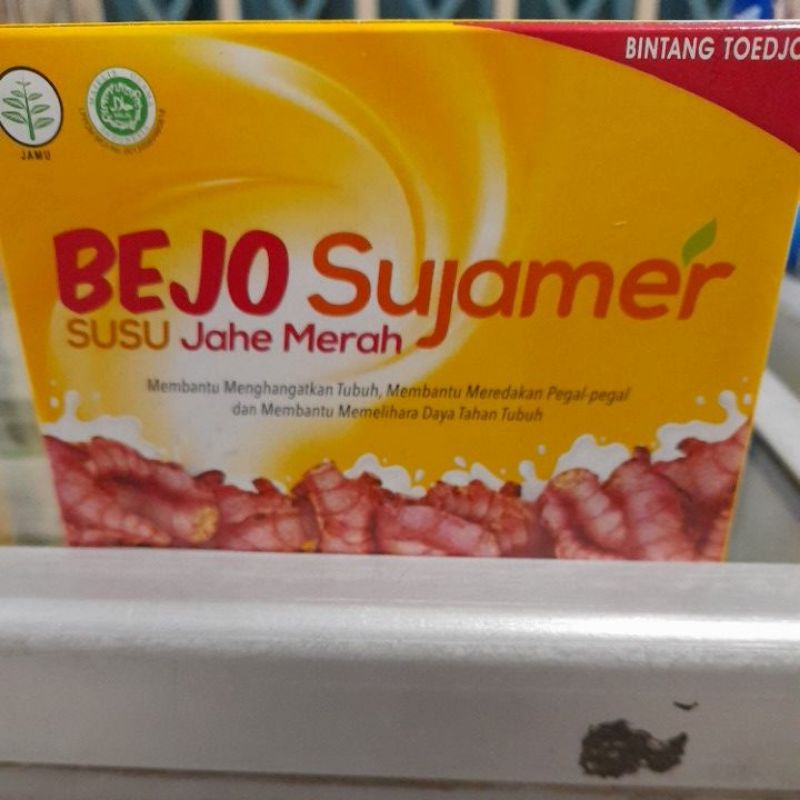 BINTANG TOEDJO
JAMU
HALAL
BEJO Sujamer
SUSU Jahe Merah
Membantu Menghangatkan Tubuh, Membantu Meredakan Pegal-pegal
dan Membantu Memelihara Daya Tahan Tubuh